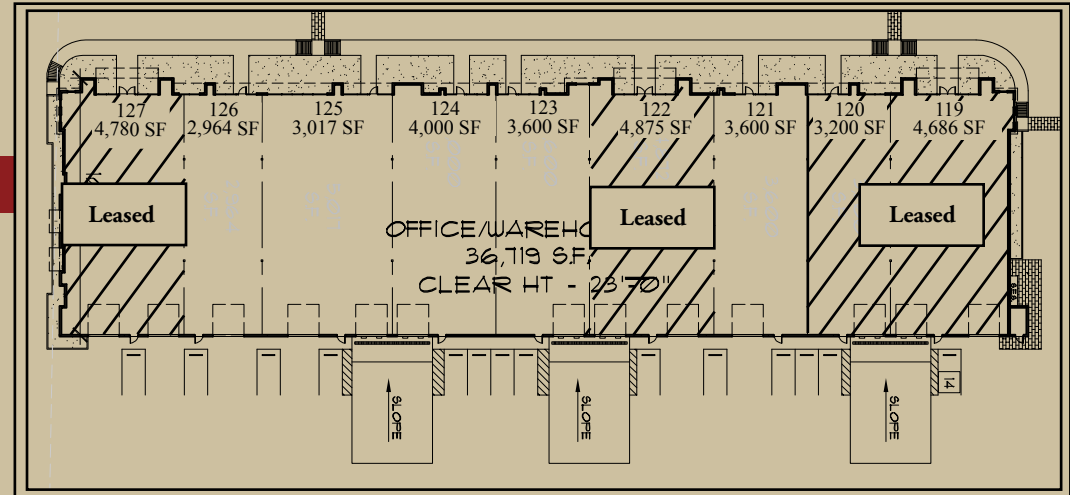 127
4,780 SF
126
2,964 SF
125
3,017 SF
124
4,000 SF
123
3,600 SF
122
4,875 SF
121
3,600 SF
120
3,200 SF
119
4,686 SF
Leased
Leased
Leased
OFFICE/WAREHO
36,719 S.F.
CLEAR HT - 23'-0"
SLOPE
SLOPE
SLOPE
14